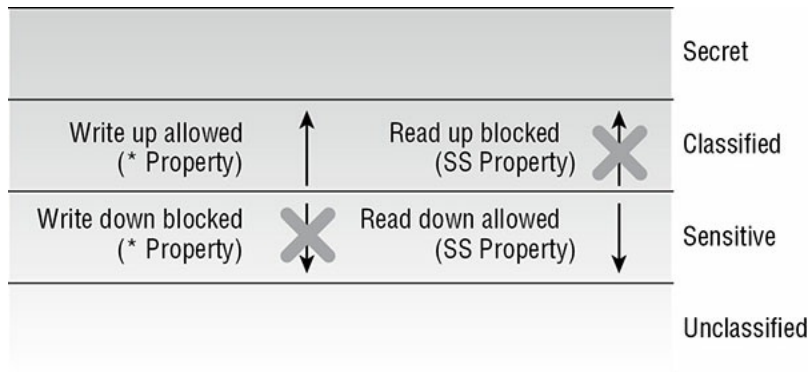 Secret
Write up allowed
(* Property)
Read up blocked
(SS Property)
Classified
Write down blocked
(* Property)
Read down allowed
(SS Property)
Sensitive
Unclassified